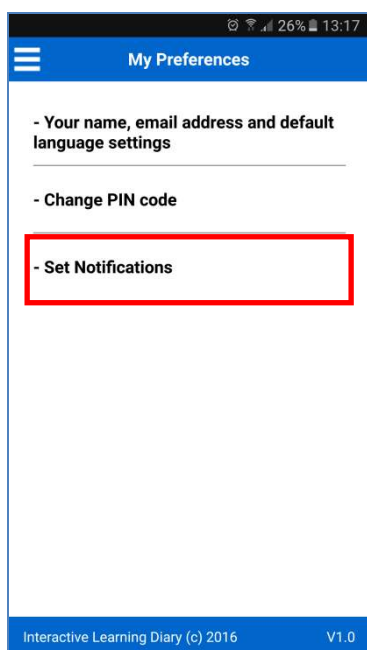 26% 13:17
My Preferences
- Your name, email address and default
language settings
- Change PIN code
- Set Notifications
Interactive Learning Diary (c) 2016 V1.0